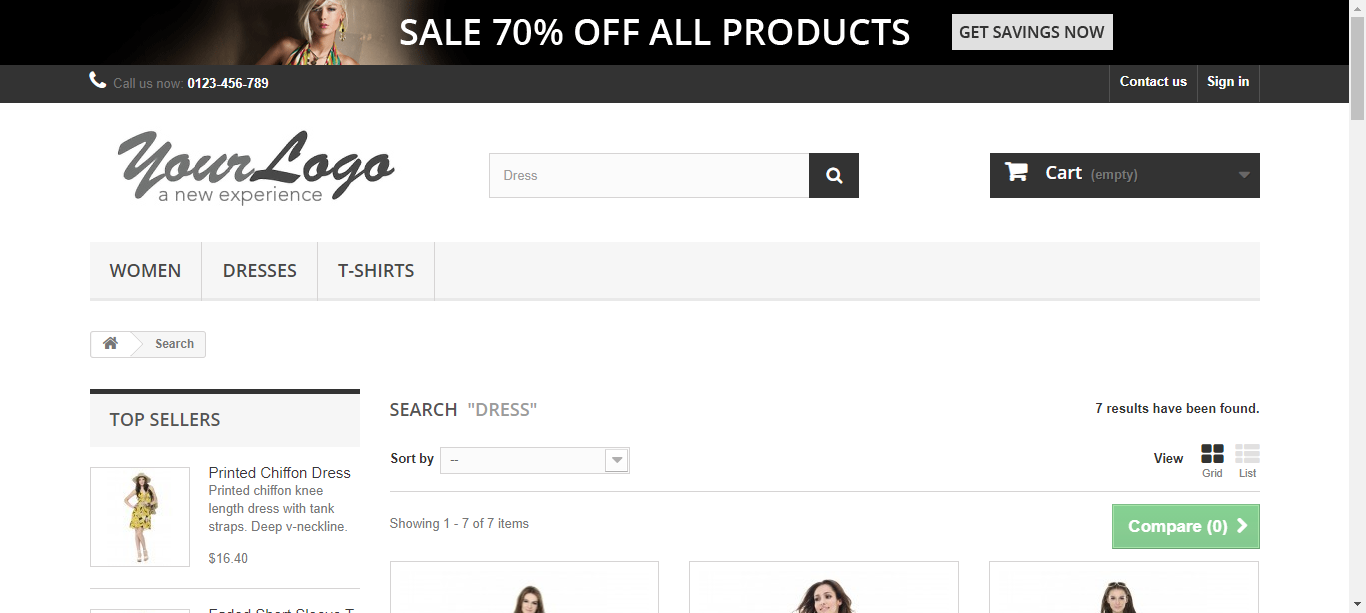 SALE 70% OFF ALL PRODUCTS
GET SAVINGS NOW
Call us now: 0123-456-789
Contact us
Sign in
YourLogo
a new experience
Dress
Cart (empty)
WOMEN
DRESSES
T-SHIRTS
Search
TOP SELLERS
Printed Chiffon Dress
Printed chiffon knee
length dress with tank
straps. Deep v-neckline.
$16.40
SEARCH "DRESS"
7 results have been found.
Sort by --
View
Grid
List
Showing 1 - 7 of 7 items
Compare (0)